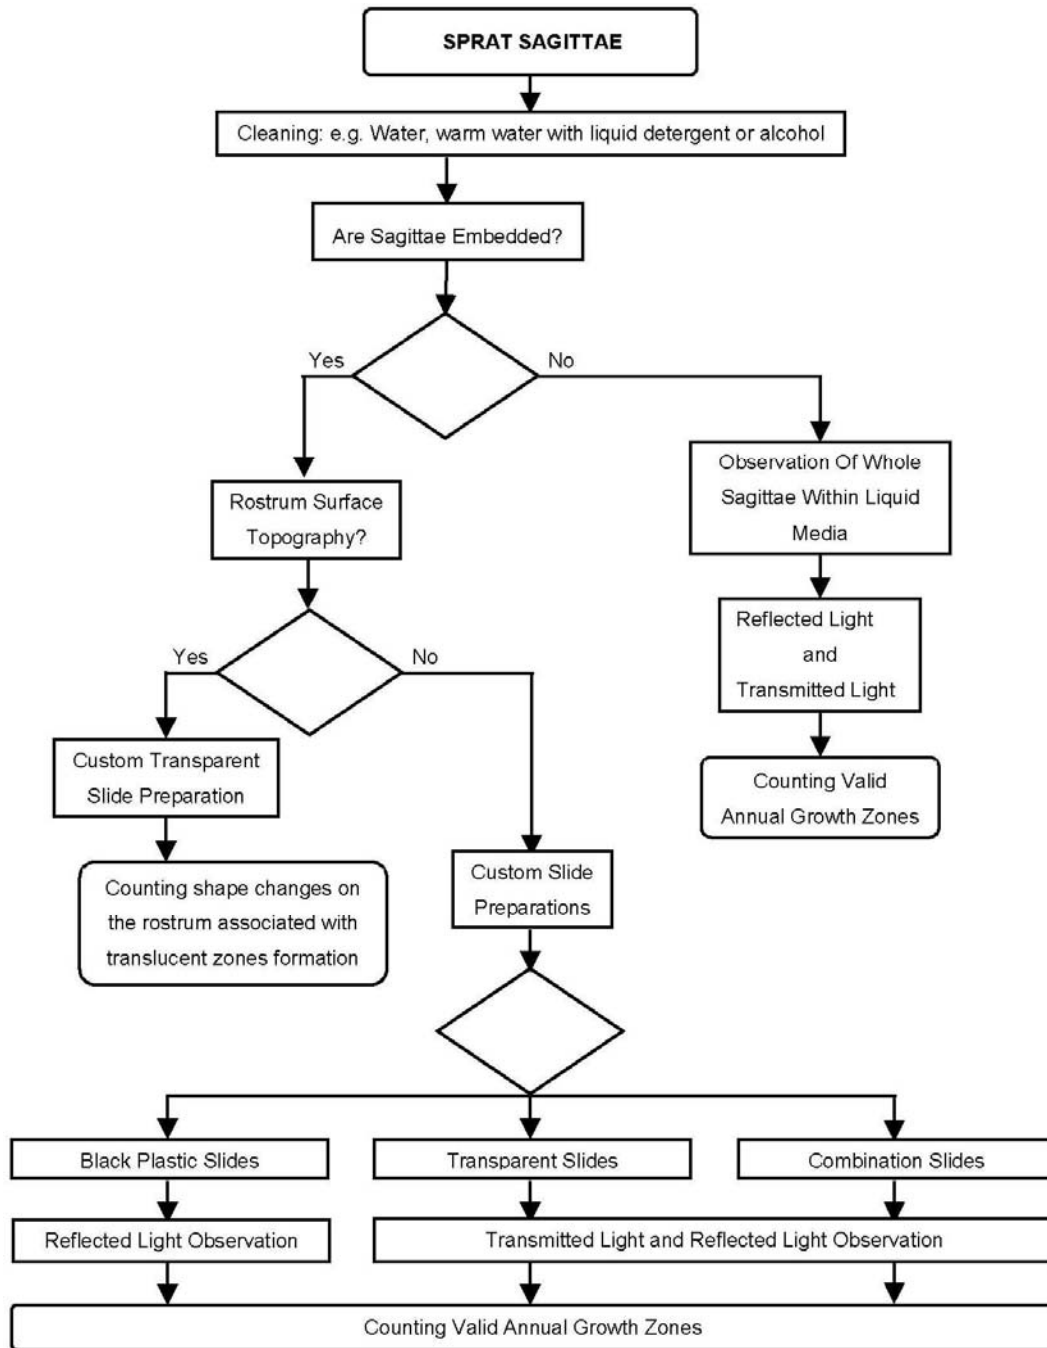 SPRAT SAGITTAE
Cleaning: e.g. Water, warm water with liquid detergent or alcohol
Are Sagittae Embedded?
Yes
No
Rostrum Surface
Topography?
Observation Of Whole
Sagittae Within Liquid
Media
Reflected Light
and
Transmitted Light
Yes
No
Custom Transparent
Slide Preparation
Counting Valid
Annual Growth Zones
Counting shape changes on
the rostrum associated with
translucent zones formation
Custom Slide
Preparations
Black Plastic Slides
Transparent Slides
Combination Slides
Reflected Light Observation
Transmitted Light and Reflected Light Observation
Counting Valid Annual Growth Zones